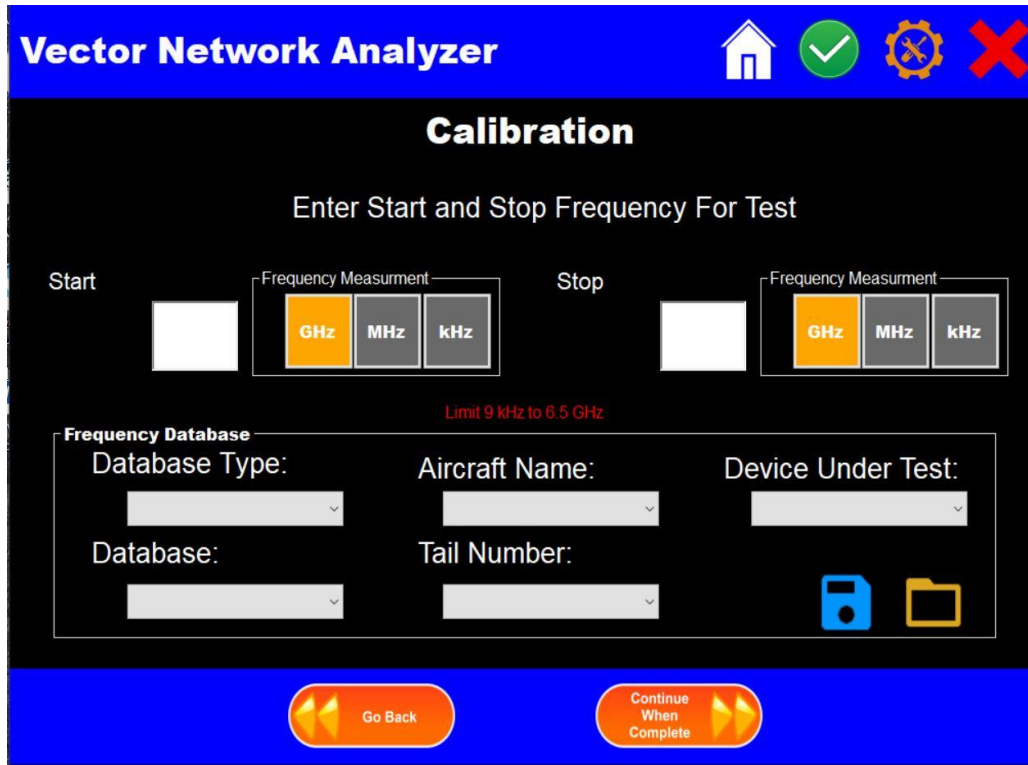 Vector Network Analyzer
Calibration
Enter Start and Stop Frequency For Test
Start
Frequency Measurment
GHz
MHz
kHz
Stop
Frequency Measurment
GHz
MHz
kHz
Limit 9 kHz to 6.5 GHz
Frequency Database
Database Type:
Aircraft Name:
Device Under Test:
Database:
Tail Number:
Go Back
Continue
When
Complete